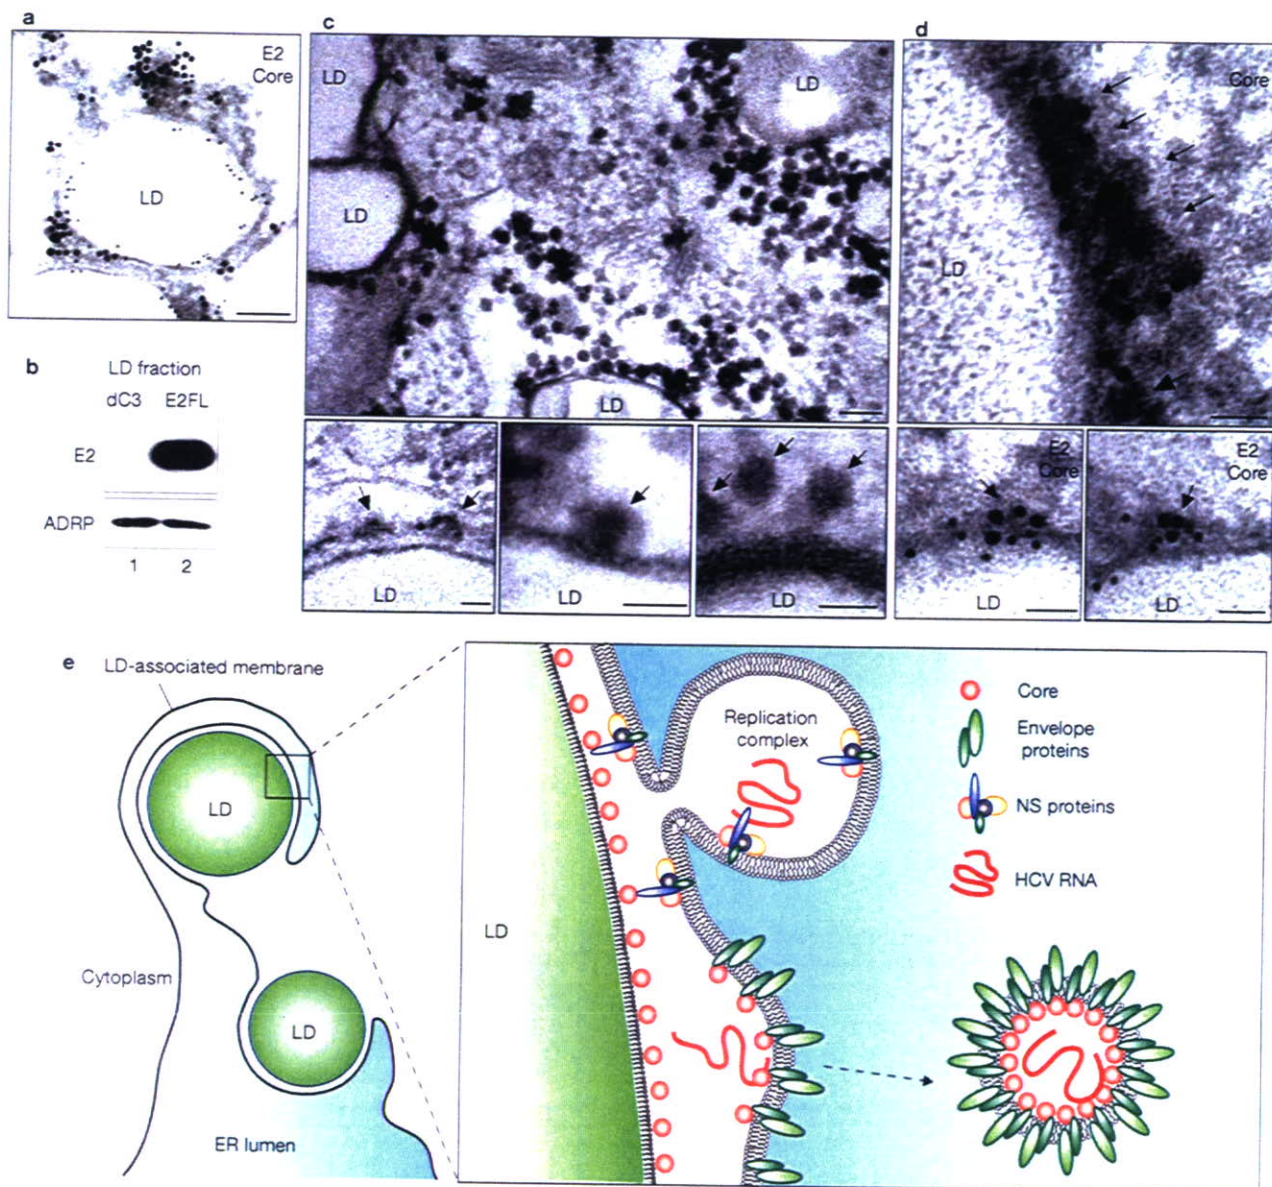 a
E2
Core
LD
b
LD fraction
dC3 E2FL
E2
ADRP
1 2
c
LD
LD
LD
LD
LD
LD
LD
d
Core
LD
E2
Core
LD
E2
Core
LD
e
LD-associated membrane
LD
Cytoplasm
LD
ER lumen
LD
Replication
complex
Core
Envelope
proteins
NS proteins
HCV RNA